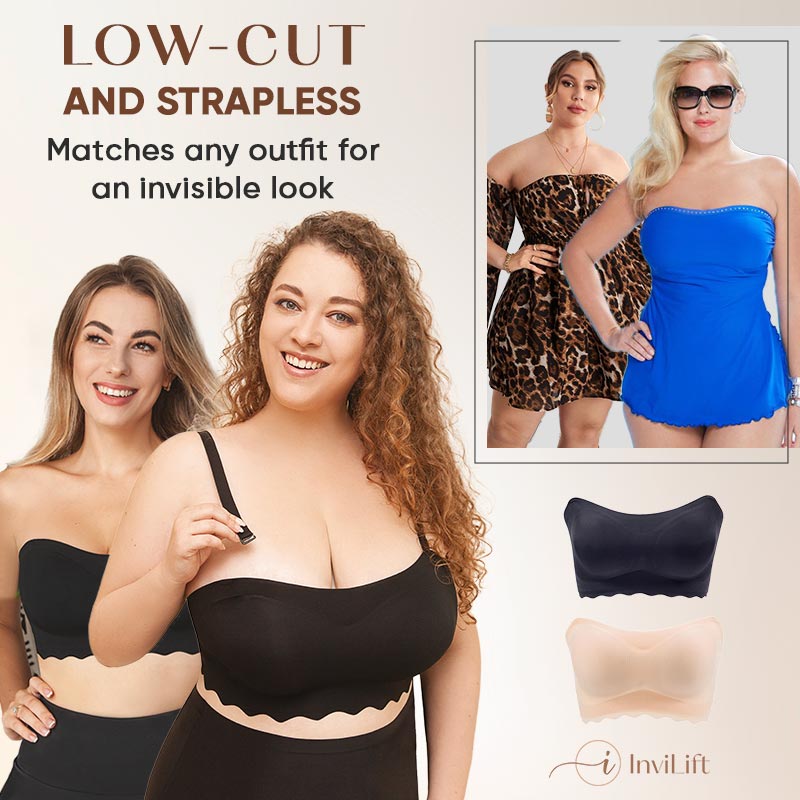 LOW-CUT
AND STRAPLESS
Matches any outfit for
an invisible look
i InviLift